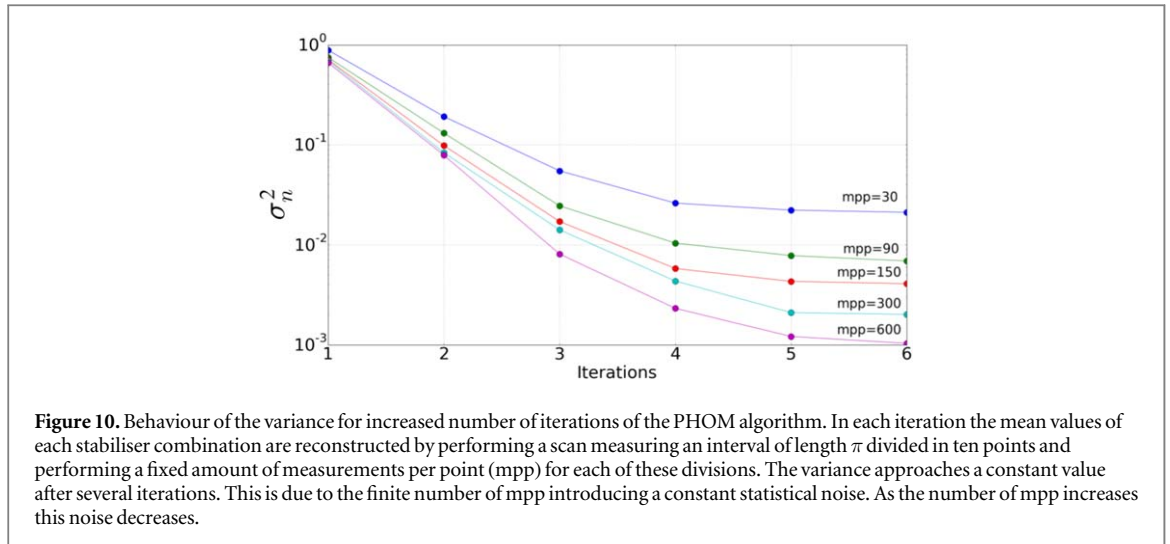 10⁰
10⁻¹
10⁻²
10⁻³
σₙ²
mpp=30
mpp=90
mpp=150
mpp=300
mpp=600
1 2 3 4 5 6
Iterations
Figure 10. Behaviour of the variance for increased number of iterations of the PHOM algorithm. In each iteration the mean values of
each stabiliser combination are reconstructed by performing a scan measuring an interval of length π divided in ten points and
performing a fixed amount of measurements per point (mpp) for each of these divisions. The variance approaches a constant value
after several iterations. This is due to the finite number of mpp introducing a constant statistical noise. As the number of mpp increases
this noise decreases.